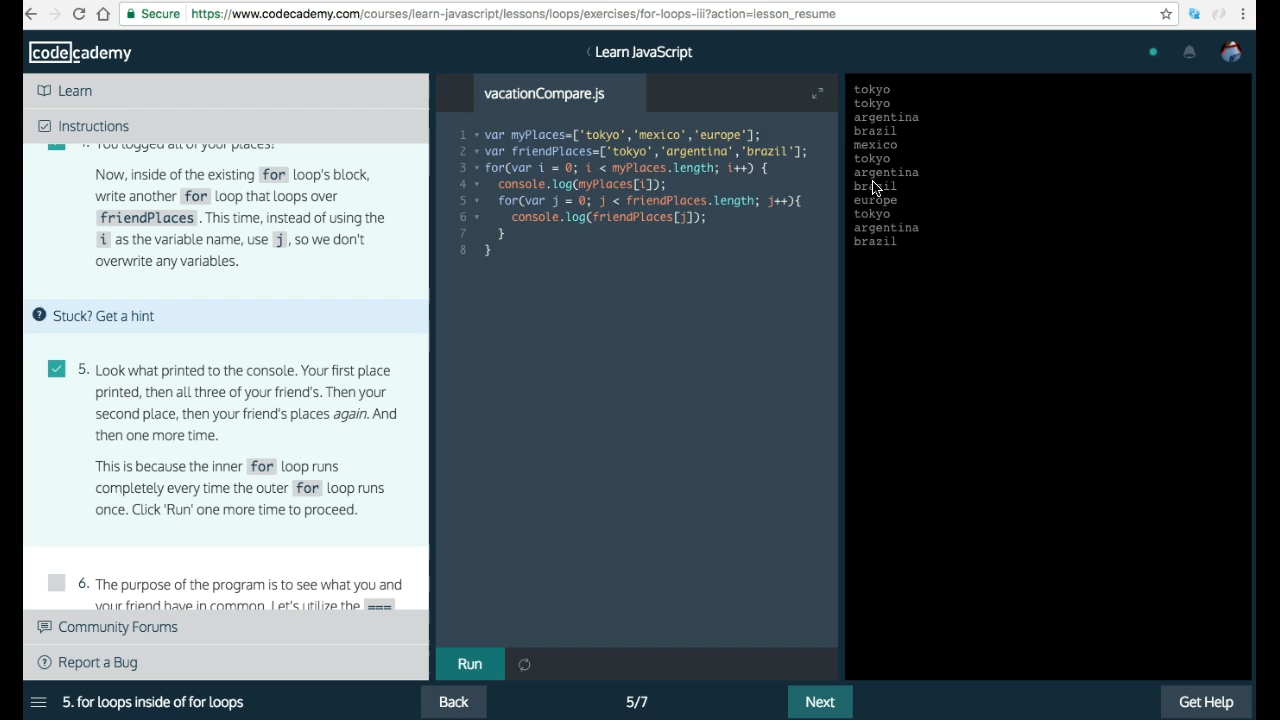 Secure https://www.codecademy.com/courses/learn-javascript/lessons/loops/exercises/for-loops-iii?action=lesson_resume
codecademy
Learn JavaScript
Learn
Instructions
You logged all of your places!
Now, inside of the existing for loop's block,
write another for loop that loops over
friendPlaces. This time, instead of using the
i as the variable name, use j, so we don't
overwrite any variables.
Stuck? Get a hint
5. Look what printed to the console. Your first place
printed, then all three of your friend's. Then your
second place, then your friend's places again. And
then one more time.
This is because the inner for loop runs
completely every time the outer for loop runs
once. Click 'Run' one more time to proceed.
6. The purpose of the program is to see what you and
your friend have in common. Let's utilize the ===
Community Forums
Report a Bug
5. for loops inside of for loops
vacationCompare.js
1 var myPlaces=['tokyo','mexico','europe'];
2 var friendPlaces=['tokyo','argentina','brazil'];
3 for(var i = 0; i < myPlaces.length; i++) {
4 console.log(myPlaces[i]);
5 for(var j = 0; j < friendPlaces.length; j++){
6 console.log(friendPlaces[j]);
7 }
8 }
Run
Back
5/7
Next
tokyo
tokyo
argentina
brazil
mexico
tokyo
argentina
brazil
europe
tokyo
argentina
brazil
Get Help